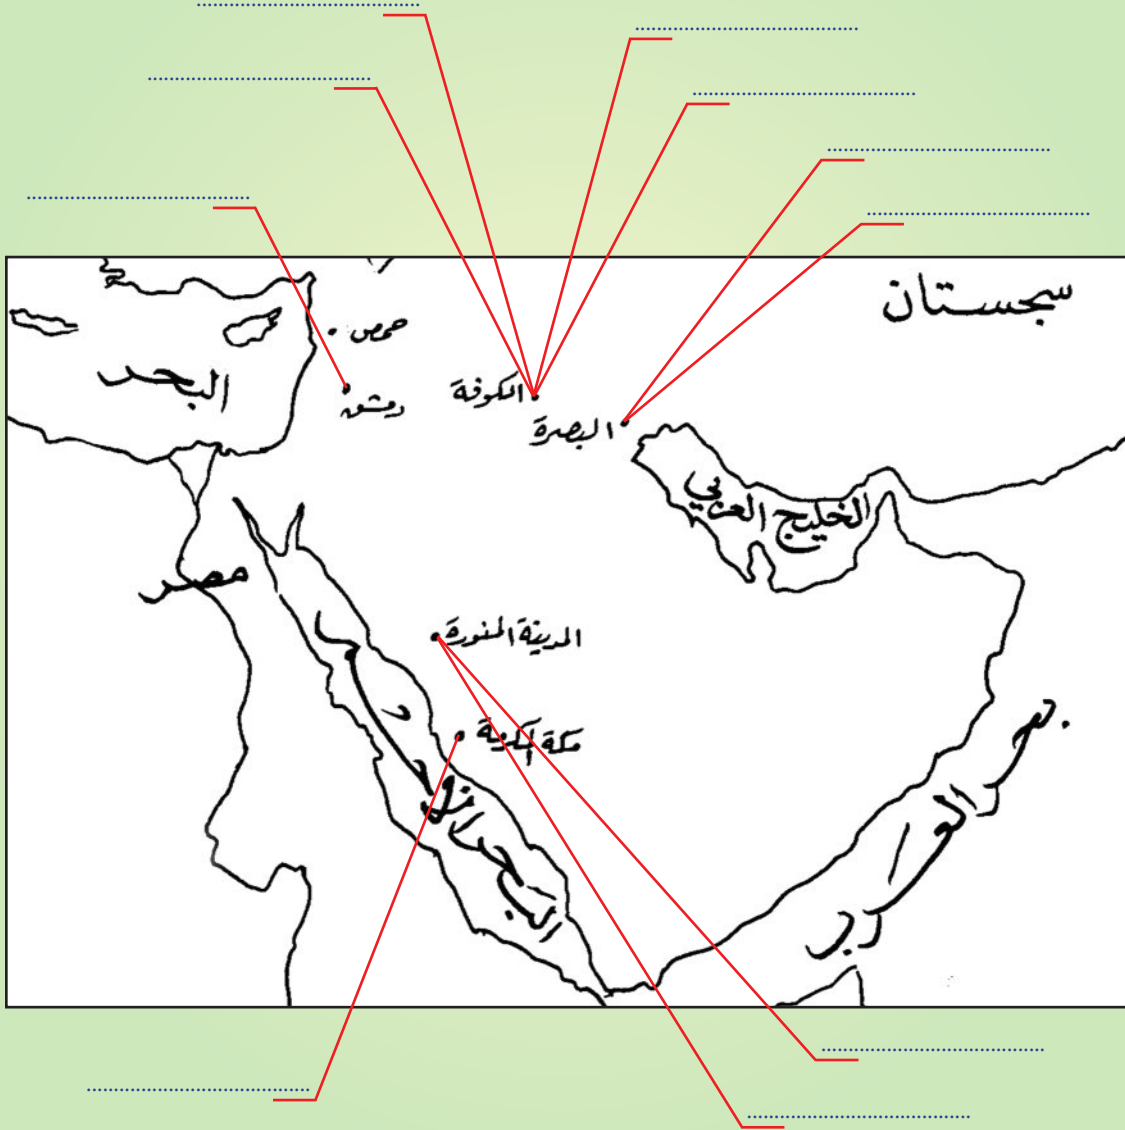 سجستان
حمص
البحر
دمشق
الكوفة
البصرة
الخليج العربي
مصر
المدينة المنورة
مكة المكرمة
البحر الأحمر
بحر العرب